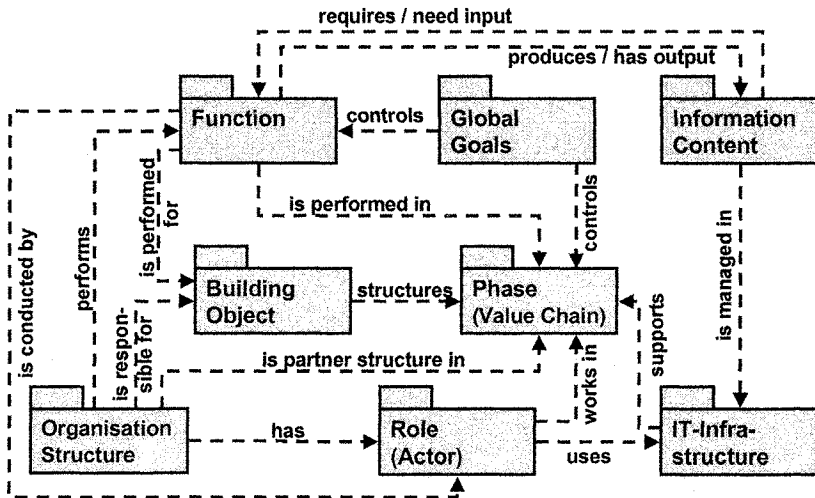 requires / need input
produces / has output
Function
controls
Global
Goals
Information
Content
is performed in
controls
is conducted by
performs
is performed
for
is managed in
Building
Object
structures
Phase
(Value Chain)
is respon-
sible for
is partner structure in
works in
supports
Organisation
Structure
has
Role
(Actor)
uses
IT-Infra-
structure